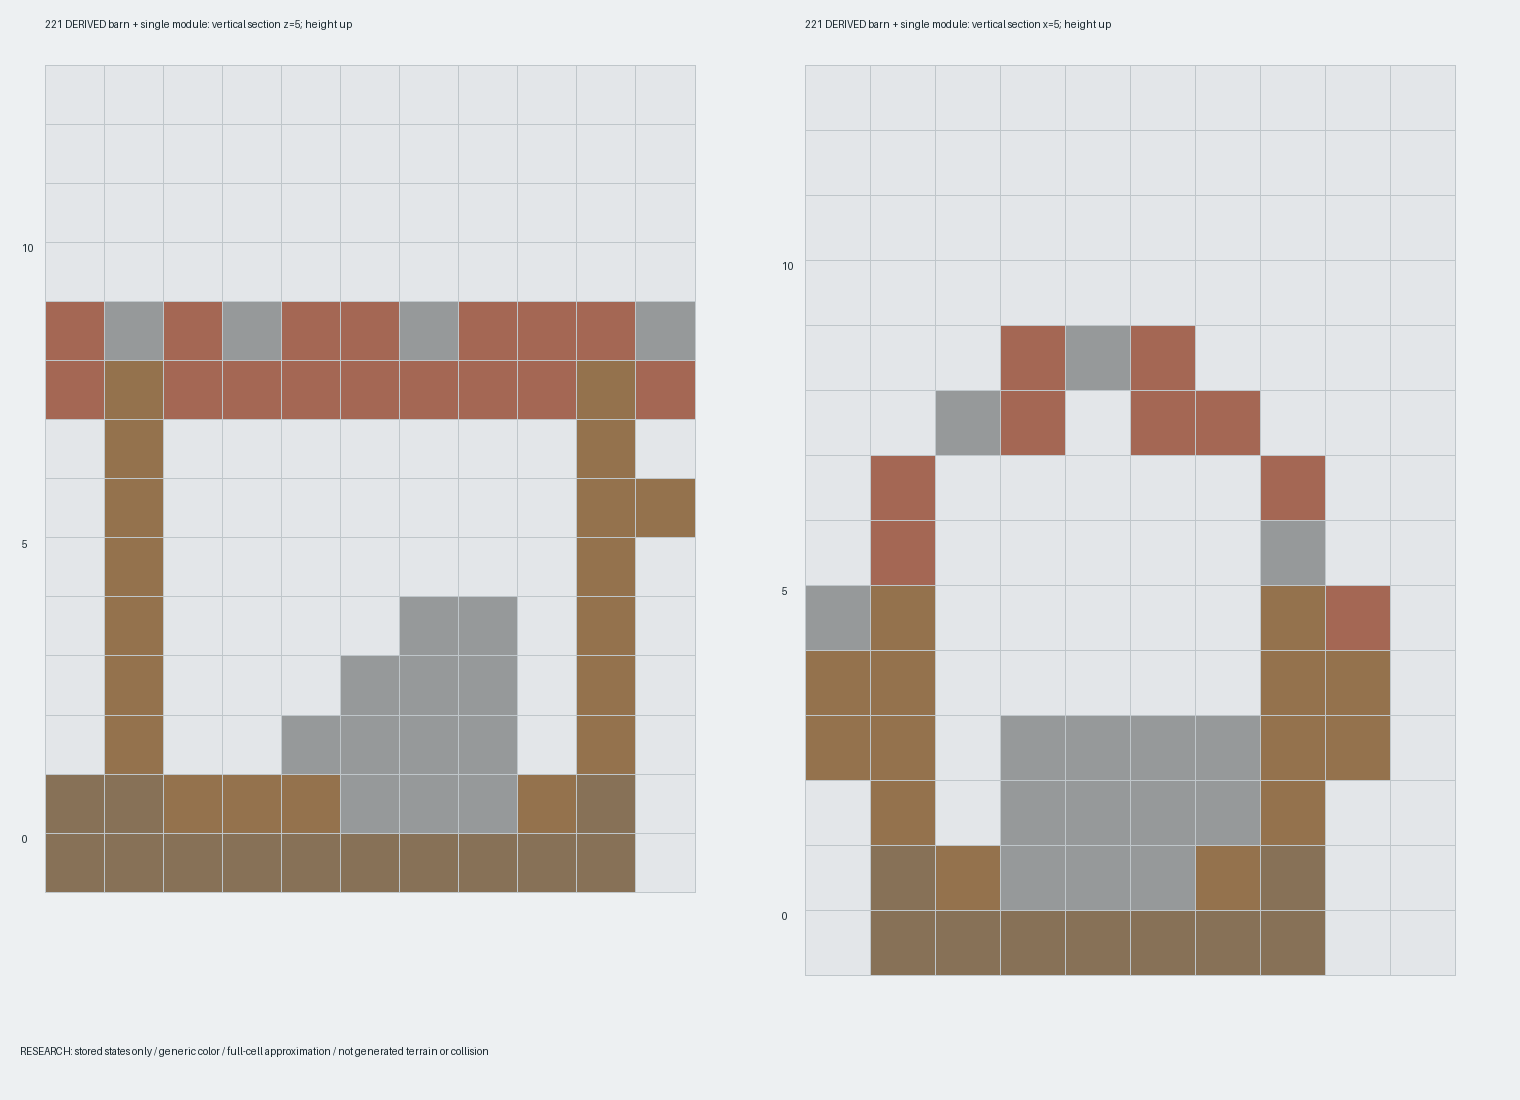 221 DERIVED barn + single module: vertical section z=5; height up
221 DERIVED barn + single module: vertical section x=5; height up
10
5
0
10
5
0
RESEARCH: stored states only / generic color / full-cell approximation / not generated terrain or collision